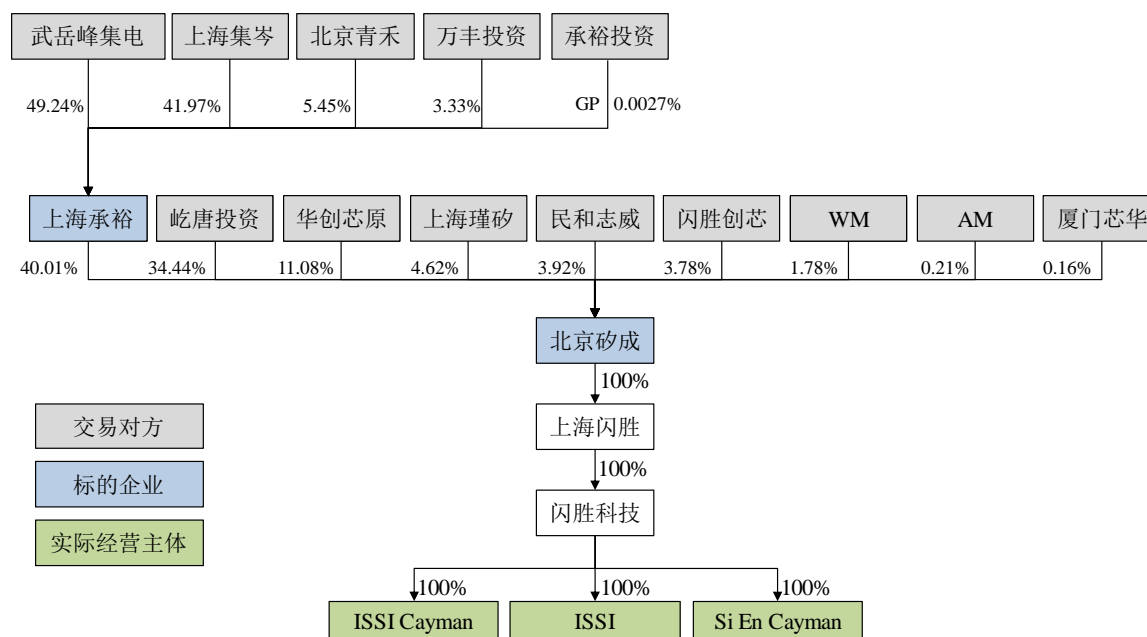 武岳峰集电
上海集岑
北京青禾
万丰投资
承裕投资
49.24%
41.97%
5.45%
3.33%
GP
0.0027%
上海承裕
屹唐投资
华创芯原
上海瑾矽
民和志威
闪胜创芯
WM
AM
厦门芯华
40.01%
34.44%
11.08%
4.62%
3.92%
3.78%
1.78%
0.21%
0.16%
北京矽成
100%
上海闪胜
100%
闪胜科技
交易对方
标的企业
实际经营主体
100%
100%
100%
ISSI Cayman
ISSI
Si En Cayman